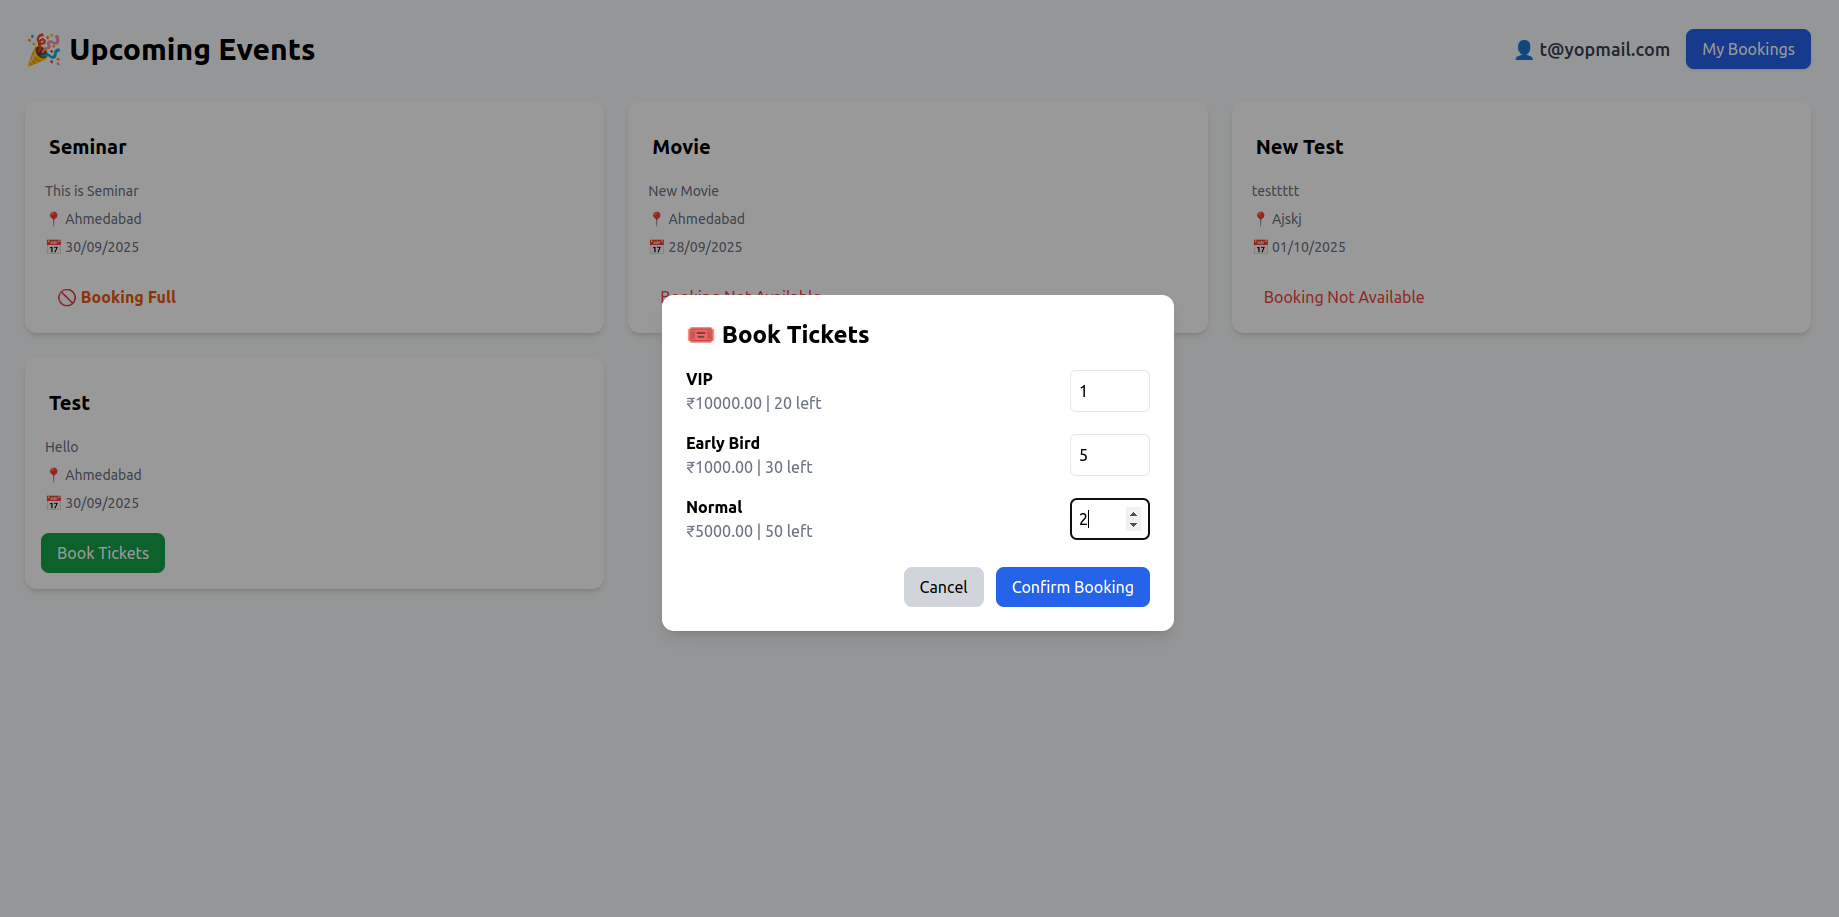 🎉 Upcoming Events
👤 t@yopmail.com
My Bookings
Seminar
This is Seminar
📍 Ahmedabad
📅 30/09/2025
🚫 Booking Full
Movie
New Movie
📍 Ahmedabad
📅 28/09/2025
Booking Not Available
New Test
testtttt
📍 Ajskj
📅 01/10/2025
Booking Not Available
Test
Hello
📍 Ahmedabad
📅 30/09/2025
Book Tickets
🎟️ Book Tickets
VIP
₹10000.00 | 20 left
1
Early Bird
₹1000.00 | 30 left
5
Normal
₹5000.00 | 50 left
2
Cancel
Confirm Booking